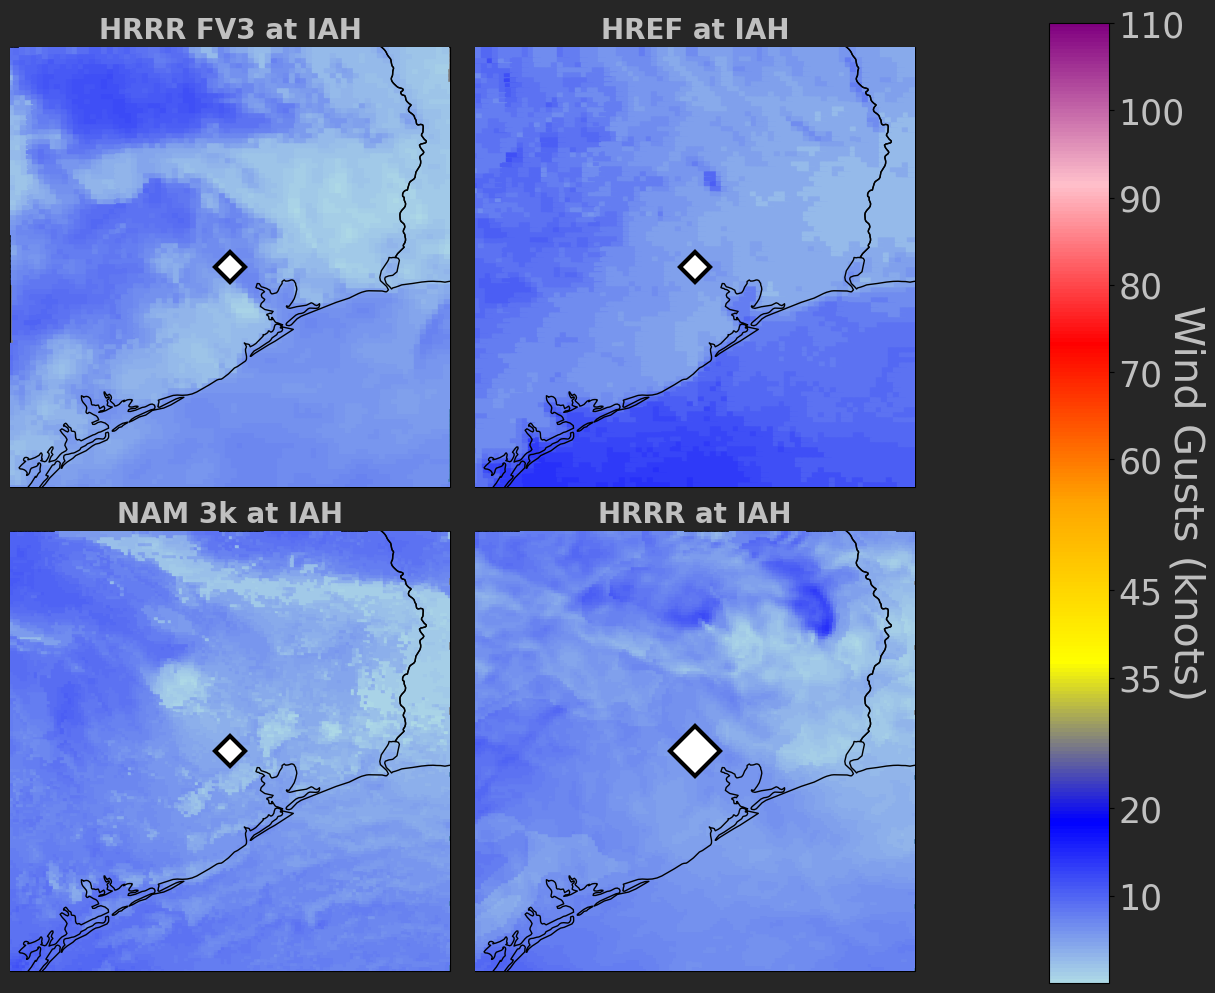 HRRR FV3 at IAH
HREF at IAH
NAM 3k at IAH
HRRR at IAH
110
100
90
80
70
60
45
35
20
10
Wind Gusts (knots)